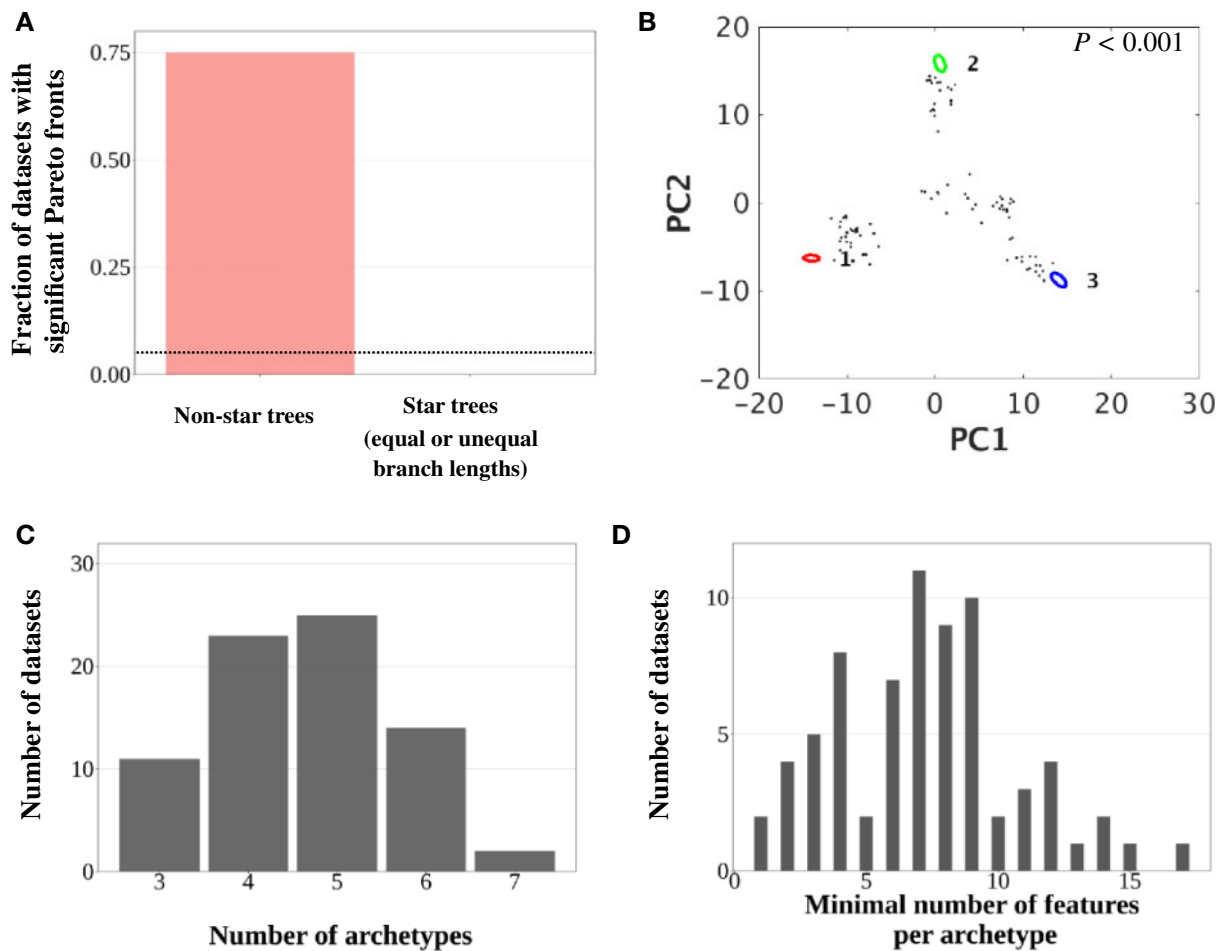 A
Fraction of datasets with
significant Pareto fronts
0.75
0.50
0.25
0.00
Non-star trees
Star trees
(equal or unequal
branch lengths)
B
P < 0.001
PC2
20
10
0
−10
−20
2
1
3
−20 −10 0 10 20 30
PC1
C
Number of datasets
30
20
10
0
3 4 5 6 7
Number of archetypes
D
Number of datasets
10
5
0
0 5 10 15
Minimal number of features
per archetype